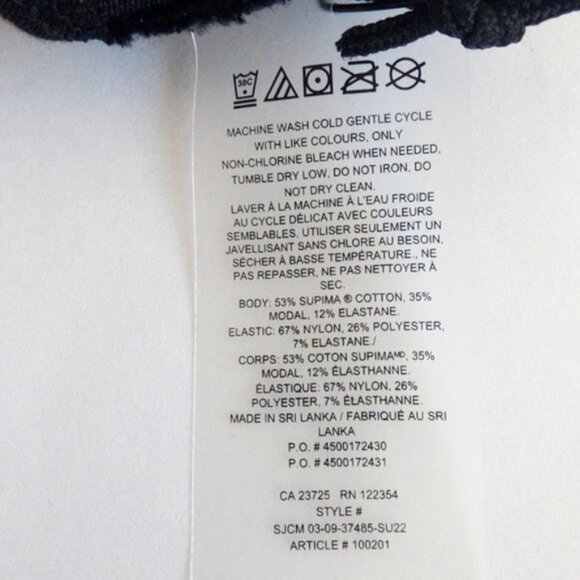 30C
MACHINE WASH COLD GENTLE CYCLE
WITH LIKE COLOURS, ONLY
NON-CHLORINE BLEACH WHEN NEEDED,
TUMBLE DRY LOW, DO NOT IRON, DO
NOT DRY CLEAN.
LAVER À LA MACHINE À L'EAU FROIDE
AU CYCLE DÉLICAT AVEC COULEURS
SEMBLABLES. UTILISER SEULEMENT UN
JAVELLISANT SANS CHLORE AU BESOIN.
SÉCHER À BASSE TEMPÉRATURE., NE
PAS REPASSER, NE PAS NETTOYER À
SEC.
BODY: 53% SUPIMA ® COTTON, 35%
MODAL, 12% ELASTANE.
ELASTIC: 67% NYLON, 26% POLYESTER,
7% ELASTANE./
CORPS: 53% COTON SUPIMAᴹᴰ, 35%
MODAL, 12% ÉLASTHANNE.
ÉLASTIQUE: 67% NYLON, 26%
POLYESTER, 7% ÉLASTHANNE.
MADE IN SRI LANKA / FABRIQUÉ AU SRI
LANKA
P.O. # 4500172430
P.O. # 4500172431
CA 23725 RN 122354
STYLE #
SJCM 03-09-37485-SU22
ARTICLE # 100201